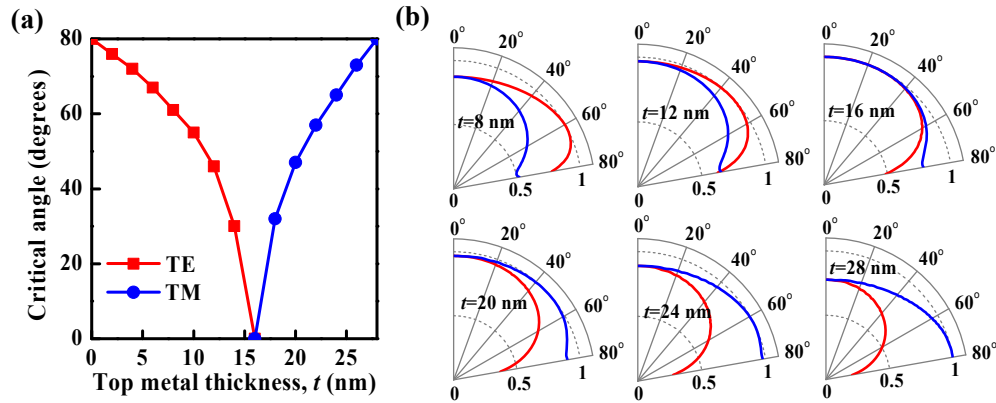 (a)
Critical angle (degrees)
80
60
40
20
0
TE
TM
0 5 10 15 20 25
Top metal thickness, t (nm)
(b)
0° 20° 40° 60° 80°
t=8 nm
0 0.5 1
0° 20° 40° 60° 80°
t=12 nm
0 0.5 1
0° 20° 40° 60° 80°
t=16 nm
0 0.5 1
0° 20° 40° 60° 80°
t=20 nm
0 0.5 1
0° 20° 40° 60° 80°
t=24 nm
0 0.5 1
0° 20° 40° 60° 80°
t=28 nm
0 0.5 1